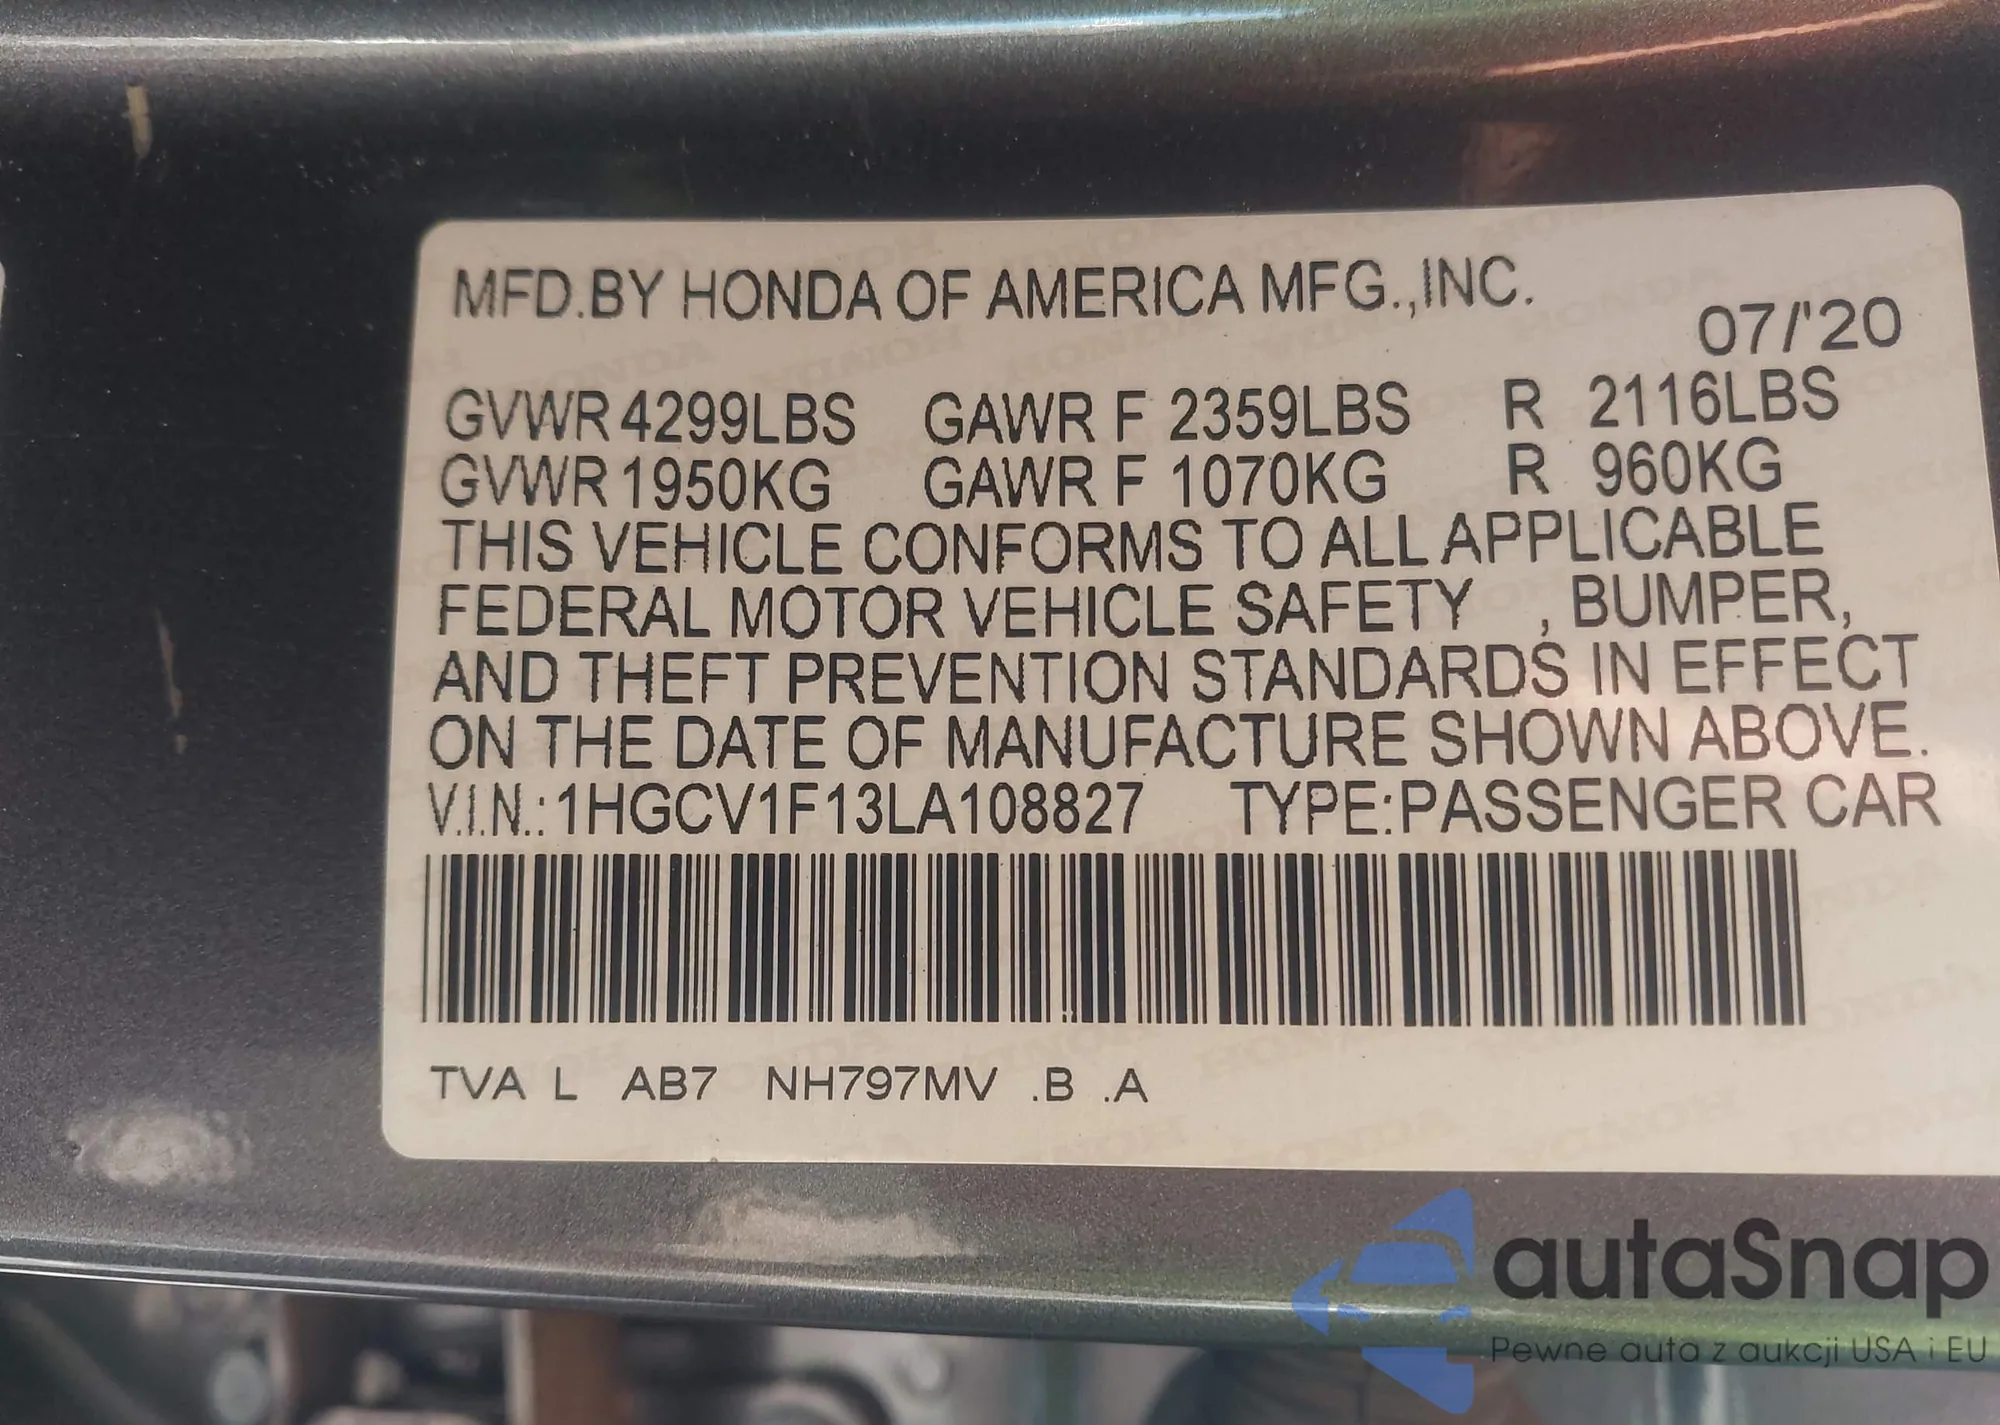 MFD.BY HONDA OF AMERICA MFG.,INC.
07/'20
GVWR 4299LBS GAWR F 2359LBS R 2116LBS
GVWR 1950KG GAWR F 1070KG R 960KG
THIS VEHICLE CONFORMS TO ALL APPLICABLE
FEDERAL MOTOR VEHICLE SAFETY , BUMPER,
AND THEFT PREVENTION STANDARDS IN EFFECT
ON THE DATE OF MANUFACTURE SHOWN ABOVE.
V.I.N.:1HGCV1F13LA108827 TYPE:PASSENGER CAR
TVA L AB7 NH797MV .B .A
autaSnap
Pewne auta z aukcji USA i EU